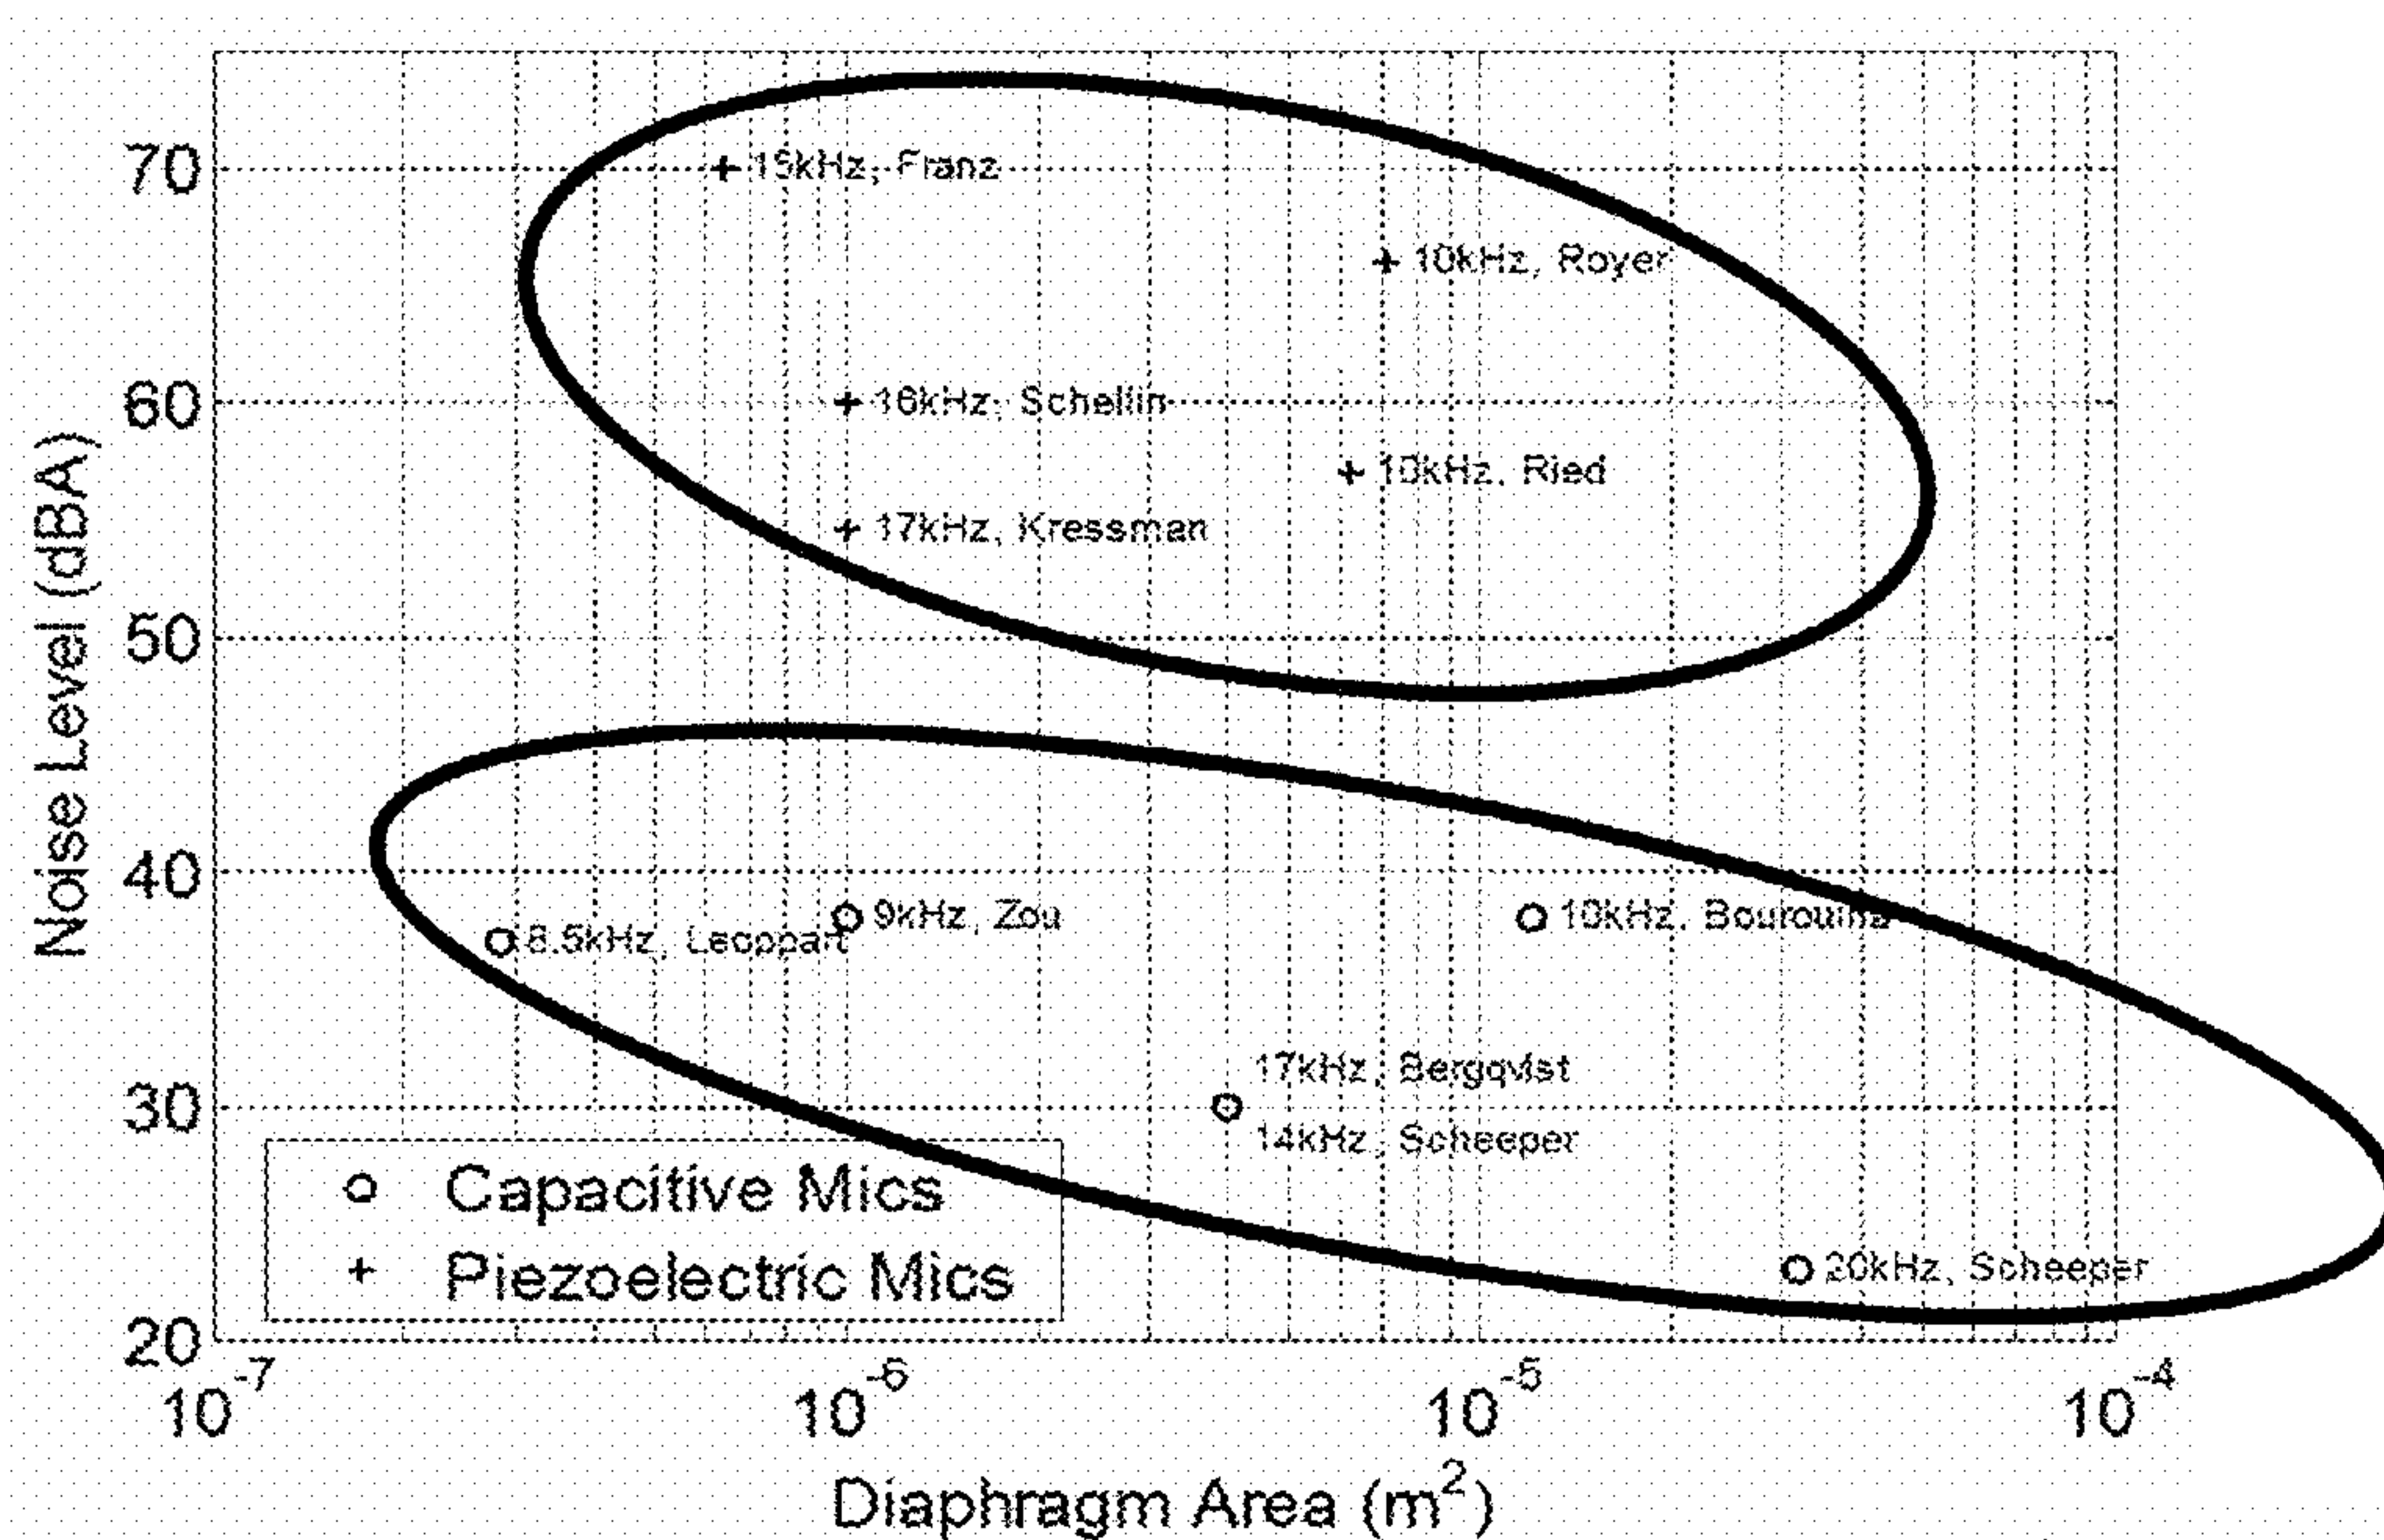 70
60
50
40
30
20
Noise Level (dBA)
15kHz, Franz
10kHz, Royer
16kHz, Schellin
10kHz, Ried
17kHz, Kressman
9kHz, Zou
8.5kHz, Leoppart
10kHz, Bourouina
17kHz, Bergqvist
14kHz, Scheeper
20kHz, Scheeper
Capacitive Mics
Piezoelectric Mics
10^-7
10^-6
10^-5
10^-4
Diaphragm Area (m^2)